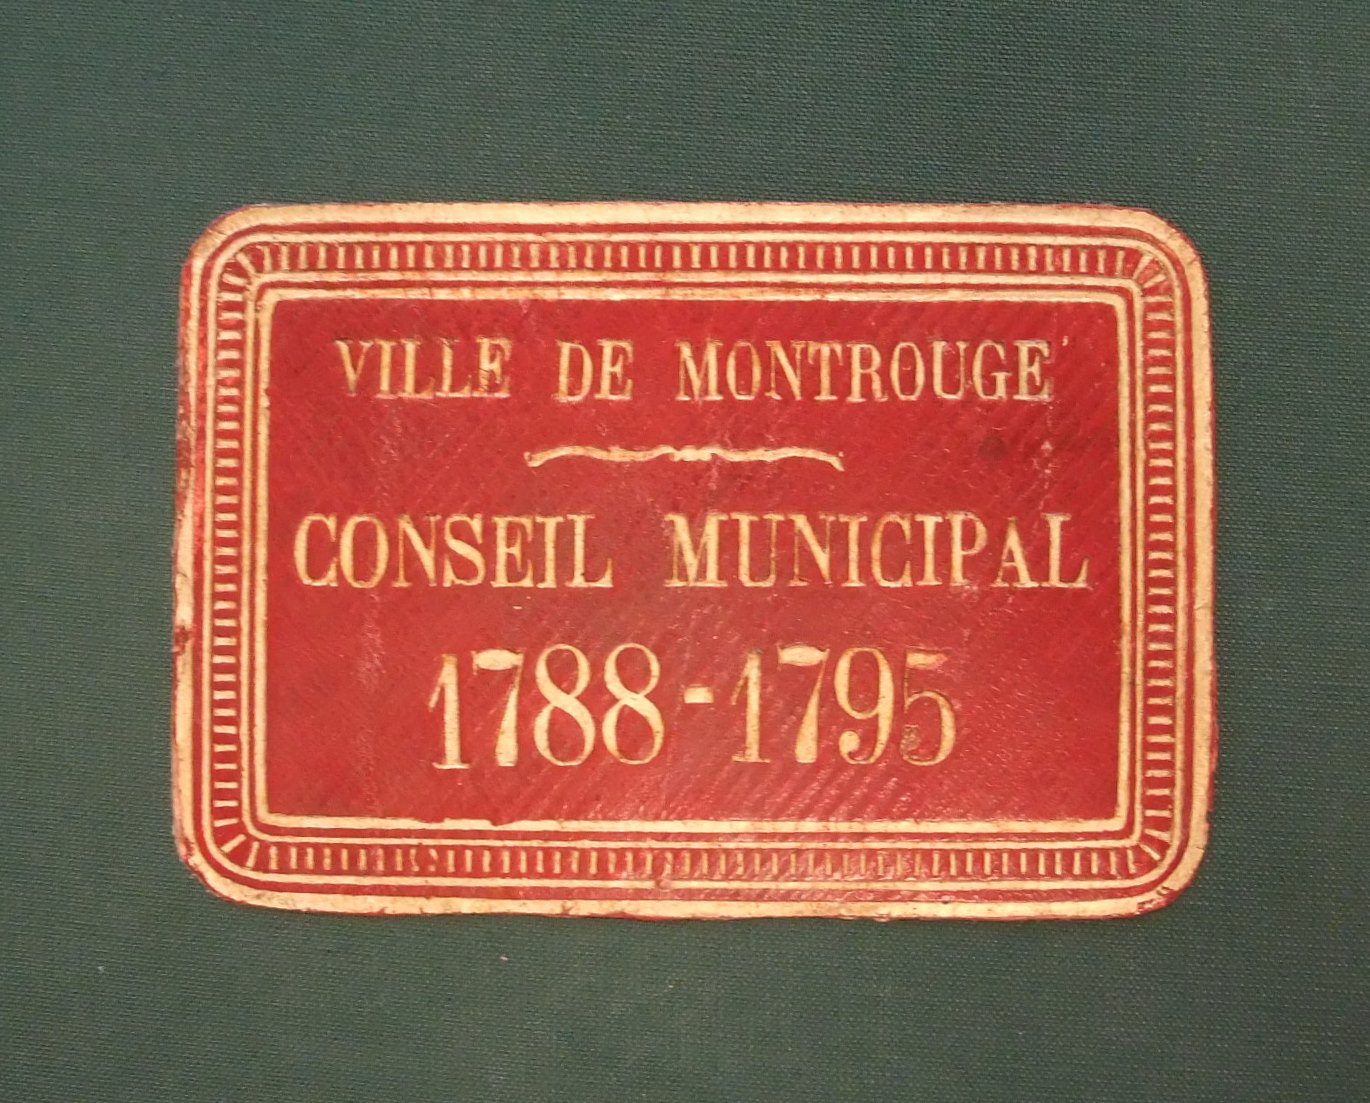 VILLE DE MONTROUGE
CONSEIL MUNICIPAL
1788-1795